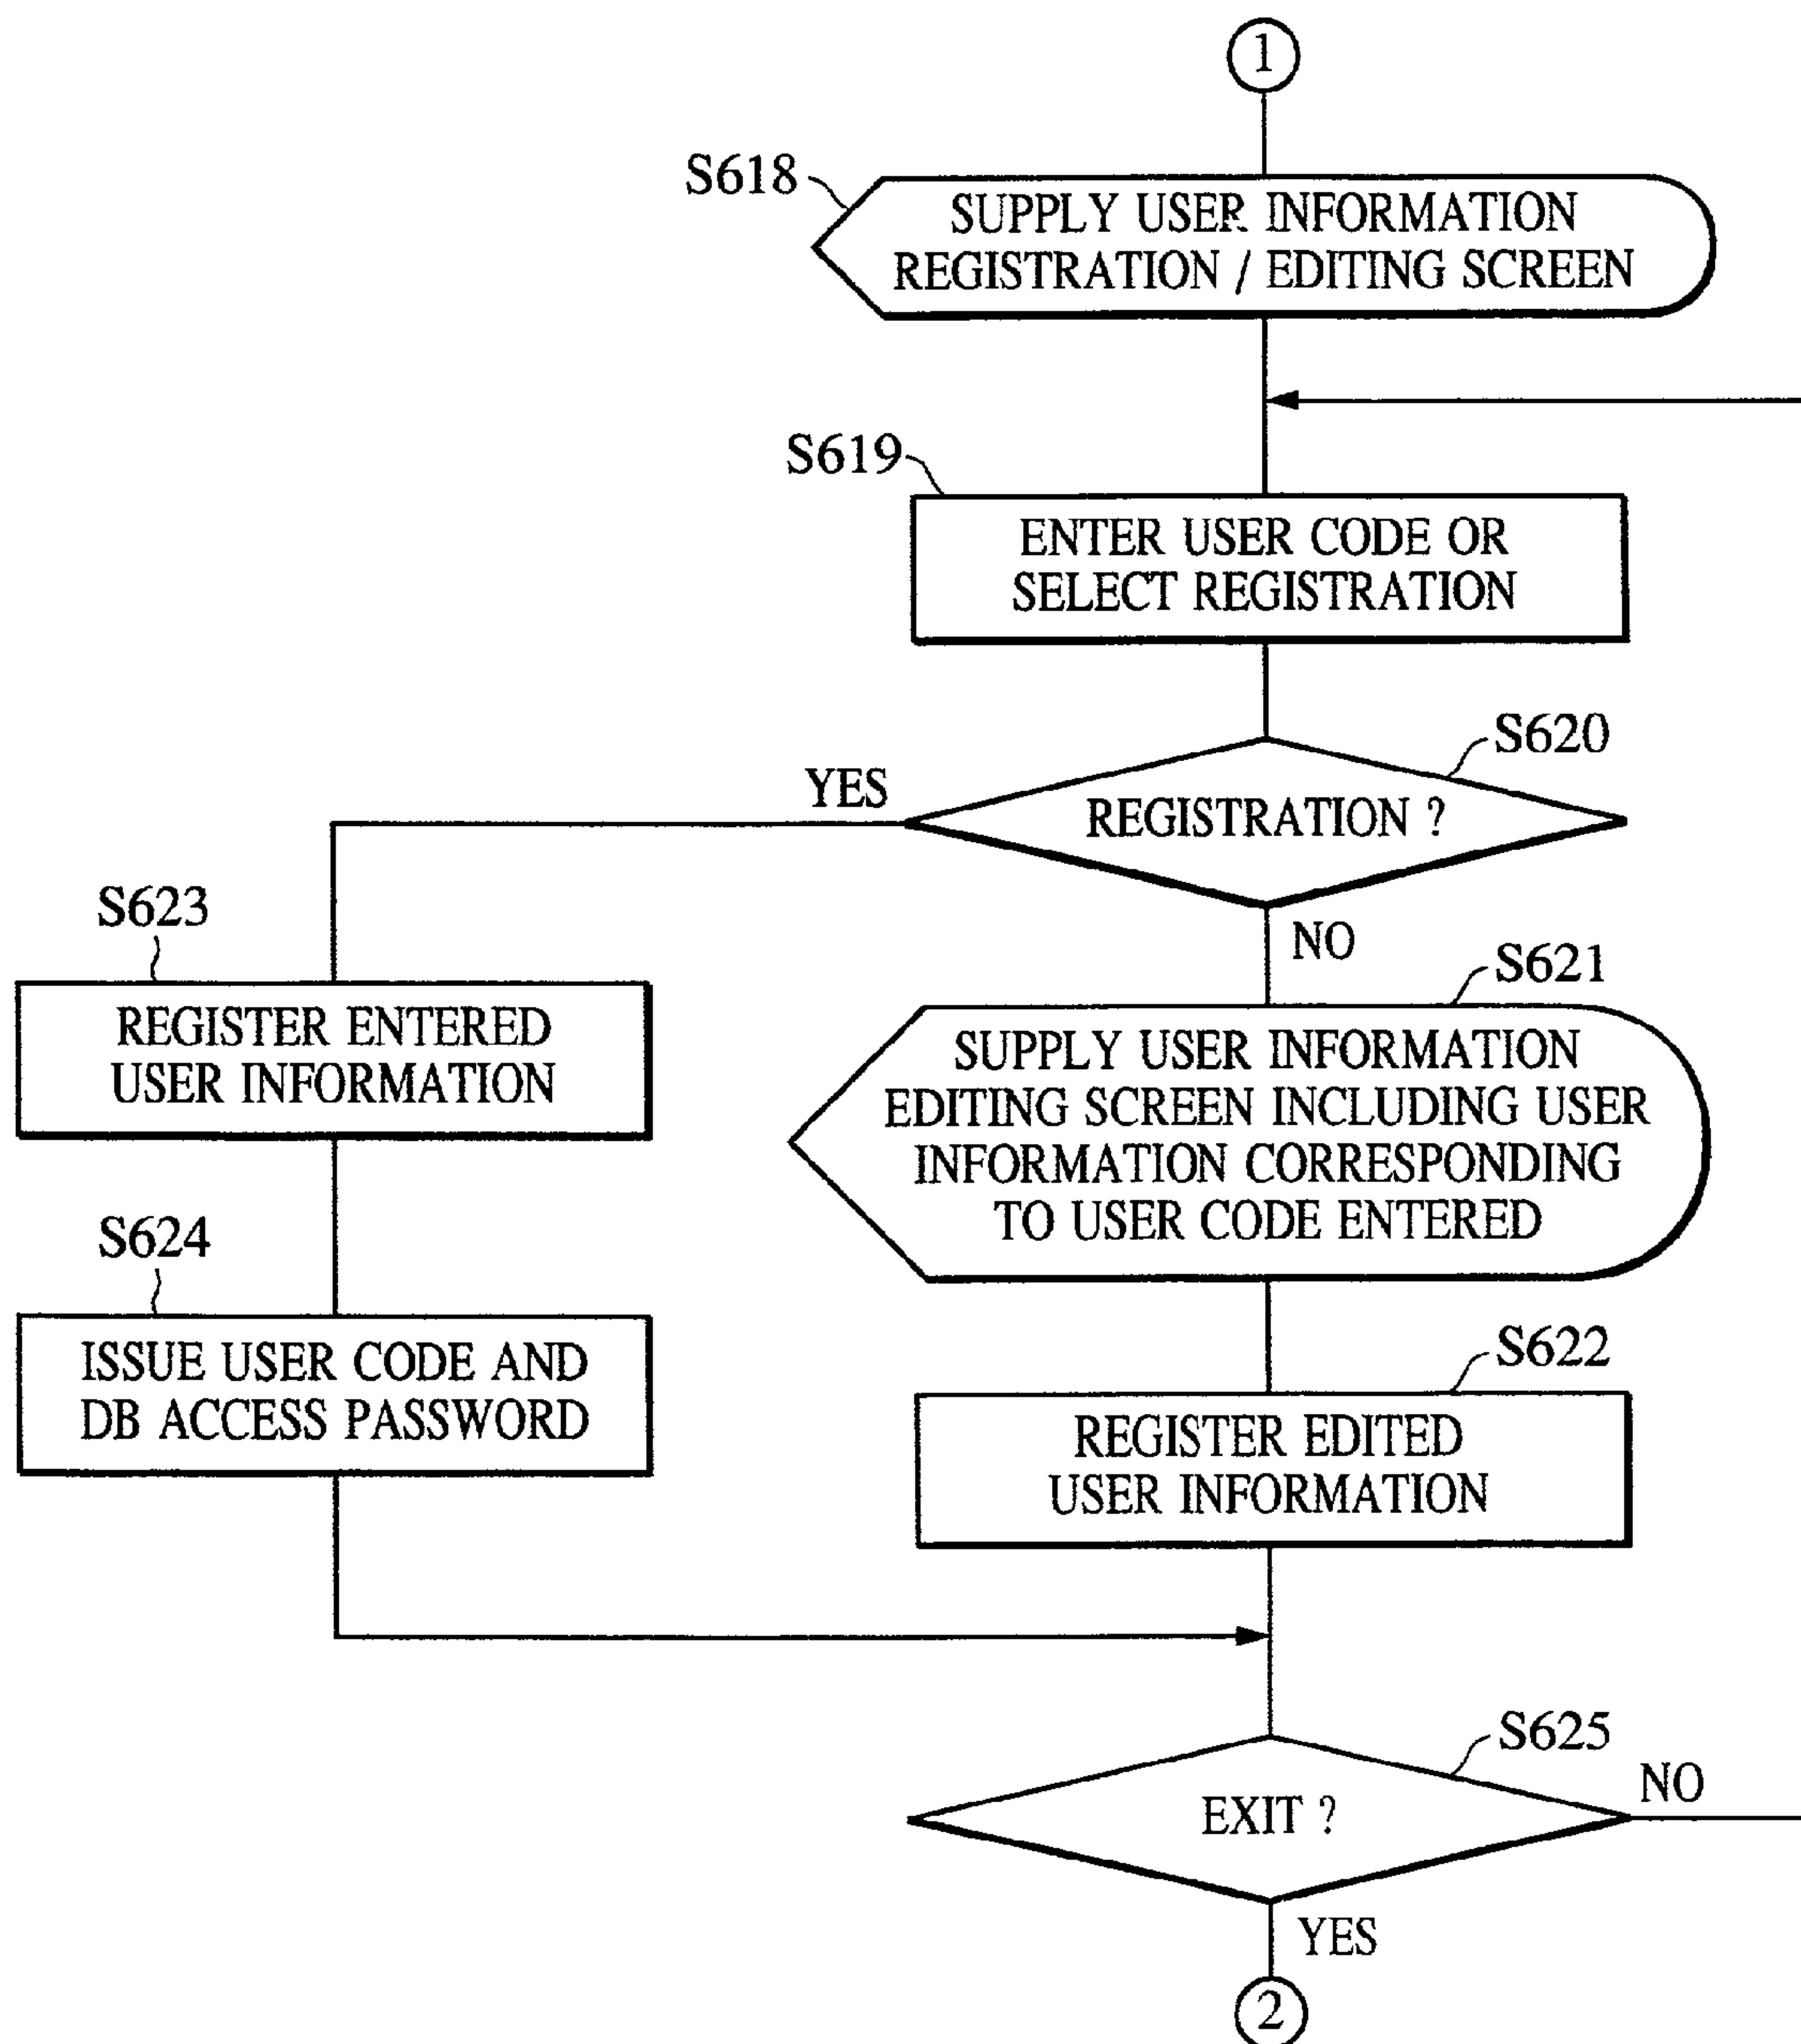 1
S618
SUPPLY USER INFORMATION
REGISTRATION / EDITING SCREEN
S619
ENTER USER CODE OR
SELECT REGISTRATION
S620
YES
REGISTRATION ?
NO
S623
REGISTER ENTERED
USER INFORMATION
S621
SUPPLY USER INFORMATION
EDITING SCREEN INCLUDING USER
INFORMATION CORRESPONDING
TO USER CODE ENTERED
S624
ISSUE USER CODE AND
DB ACCESS PASSWORD
S622
REGISTER EDITED
USER INFORMATION
S625
NO
EXIT ?
YES
2